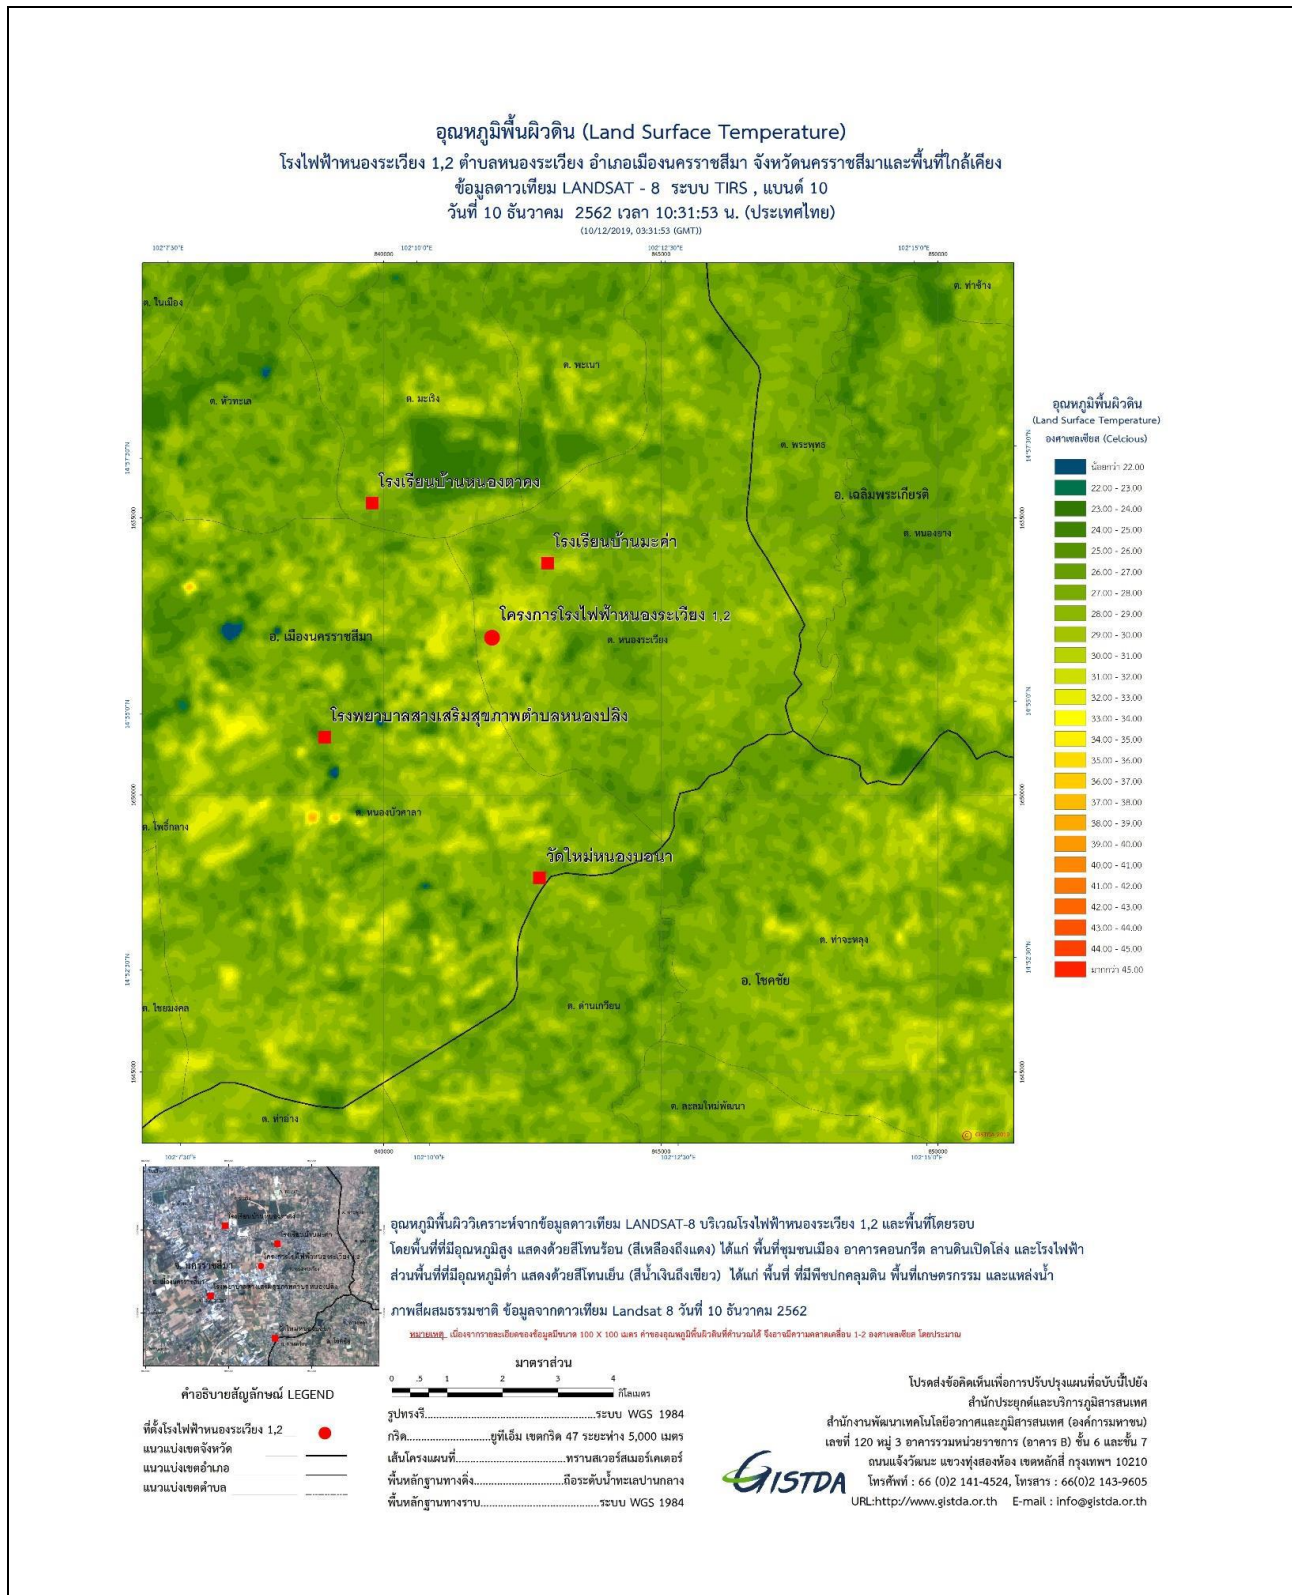 อุณหภูมิพื้นผิวดิน (Land Surface Temperature)
โรงไฟฟ้าหนองระเวียง 1,2 ตำบลหนองระเวียง อำเภอเมืองนครราชสีมา จังหวัดนครราชสีมาและพื้นที่ใกล้เคียง
ข้อมูลดาวเทียม LANDSAT - 8 ระบบ TIRS , แบนด์ 10
วันที่ 10 ธันวาคม 2562 เวลา 10:31:53 น. (ประเทศไทย)
(10/12/2019, 03:31:53 (GMT))
102°7'30"E 102°10'0"E 102°12'30"E 102°15'0"E
840000 845000 850000
ต. ในเมือง
ต. ท่าช้าง
ต. พะเนา
ต. หัวทะเล
ต. มะเริง
ต. พระพุทธ
โรงเรียนบ้านหนองตาคง
อ. เฉลิมพระเกียรติ
ต. หนองยาง
โรงเรียนบ้านมะค่า
โครงการโรงไฟฟ้าหนองระเวียง 1,2
อ. เมืองนครราชสีมา
ต. หนองระเวียง
โรงพยาบาลสางเสริมสุขภาพตำบลหนองปลิง
ต. หนองบัวศาลา
ต. โพธิ์กลาง
วัดใหม่หนองบอนา
ต. ท่าจะหลุง
อ. โชคชัย
ต. ไชยมงคล
ต. ด่านเกวียน
ต. ละลมใหม่พัฒนา
ต. ท่าอ่าง
14°57'30"N
1655000
14°55'0"N
1650000
14°52'30"N
1645000
14°57'30"N
1655000
14°55'0"N
1650000
14°52'30"N
1645000
840000 845000 850000
102°7'30"E 102°10'0"E 102°12'30"E 102°15'0"E
อุณหภูมิพื้นผิวดิน
(Land Surface Temperature)
องศาเซลเซียส (Celcious)
น้อยกว่า 22.00
22.00 - 23.00
23.00 - 24.00
24.00 - 25.00
25.00 - 26.00
26.00 - 27.00
27.00 - 28.00
28.00 - 29.00
29.00 - 30.00
30.00 - 31.00
31.00 - 32.00
32.00 - 33.00
33.00 - 34.00
34.00 - 35.00
35.00 - 36.00
36.00 - 37.00
37.00 - 38.00
38.00 - 39.00
39.00 - 40.00
40.00 - 41.00
41.00 - 42.00
42.00 - 43.00
43.00 - 44.00
44.00 - 45.00
มากกว่า 45.00
อุณหภูมิพื้นผิววิเคราะห์จากข้อมูลดาวเทียม LANDSAT-8 บริเวณโรงไฟฟ้าหนองระเวียง 1,2 และพื้นที่โดยรอบ
โดยพื้นที่ที่มีอุณหภูมิสูง แสดงด้วยสีโทนร้อน (สีเหลืองถึงแดง) ได้แก่ พื้นที่ชุมชนเมือง อาคารคอนกรีต ลานดินเปิดโล่ง และโรงไฟฟ้า
ส่วนพื้นที่ที่มีอุณหภูมิต่ำ แสดงด้วยสีโทนเย็น (สีน้ำเงินถึงเขียว) ได้แก่ พื้นที่ ที่มีพืชปกคลุมดิน พื้นที่เกษตรกรรม และแหล่งน้ำ
ภาพสีผสมธรรมชาติ ข้อมูลจากดาวเทียม Landsat 8 วันที่ 10 ธันวาคม 2562
หมายเหตุ เนื่องจากรายละเอียดของข้อมูลมีขนาด 100 X 100 เมตร ค่าของอุณหภูมิพื้นผิวดินที่คำนวณได้ จึงอาจมีความคลาดเคลื่อน 1-2 องศาเซลเซียส โดยประมาณ
คำอธิบายสัญลักษณ์ LEGEND
ที่ตั้งโรงไฟฟ้าหนองระเวียง 1,2
แนวแบ่งเขตจังหวัด
แนวแบ่งเขตอำเภอ
แนวแบ่งเขตตำบล
มาตราส่วน
0 .5 1 2 3 4
กิโลเมตร
รูปทรงรี.....ระบบ WGS 1984
กริด.....ยูทีเอ็ม เขตกริด 47 ระยะห่าง 5,000 เมตร
เส้นโครงแผนที่.....ทรานสเวอร์สเมอร์เคเตอร์
พื้นหลักฐานทางดิ่ง.....ถือระดับน้ำทะเลปานกลาง
พื้นหลักฐานทางราบ.....ระบบ WGS 1984
GISTDA
โปรดส่งข้อคิดเห็นเพื่อการปรับปรุงแผนที่ฉบับนี้ไปยัง
สำนักประยุกต์และบริการภูมิสารสนเทศ
สำนักงานพัฒนาเทคโนโลยีอวกาศและภูมิสารสนเทศ (องค์การมหาชน)
เลขที่ 120 หมู่ 3 อาคารรวมหน่วยราชการ (อาคาร B) ชั้น 6 และชั้น 7
ถนนแจ้งวัฒนะ แขวงทุ่งสองห้อง เขตหลักสี่ กรุงเทพฯ 10210
โทรศัพท์ : 66 (0)2 141-4524, โทรสาร : 66(0)2 143-9605
URL:http://www.gistda.or.th E-mail : info@gistda.or.th